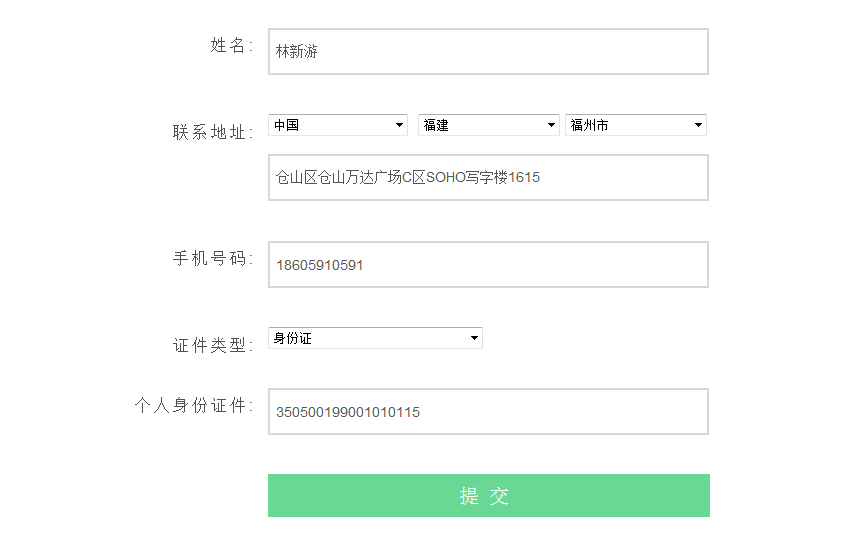 姓名: 林新游
联系地址: 中国 福建 福州市
仓山区仓山万达广场C区SOHO写字楼1615
手机号码: 18605910591
证件类型: 身份证
个人身份证件: 350500199001010115
提 交